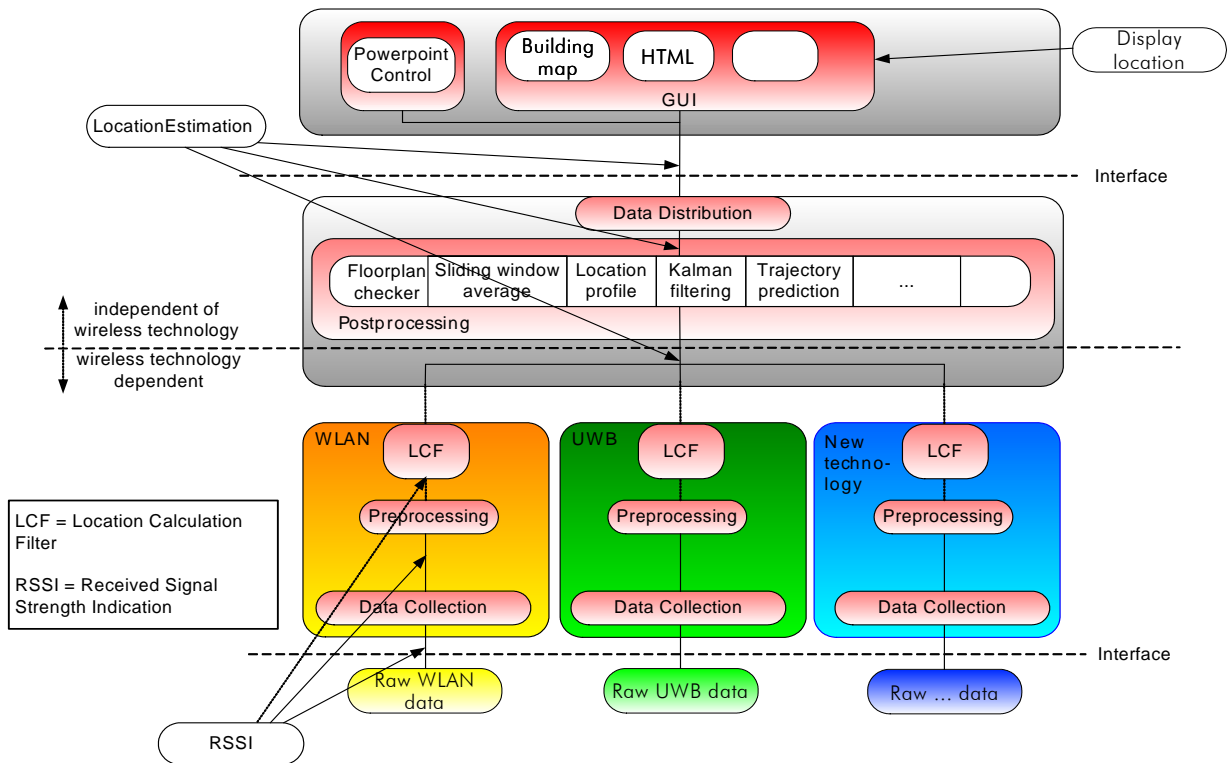 Powerpoint
Control
Building
map
HTML
GUI
Display
location
LocationEstimation
Interface
Data Distribution
Floorplan
checker
Sliding window
average
Location
profile
Kalman
filtering
Trajectory
prediction
...
Postprocessing
independent of
wireless technology
wireless technology
dependent
WLAN
LCF
Preprocessing
Data Collection
UWB
LCF
Preprocessing
Data Collection
New
techno-
logy
LCF
Preprocessing
Data Collection
LCF = Location Calculation
Filter
RSSI = Received Signal
Strength Indication
Interface
Raw WLAN
data
Raw UWB data
Raw ... data
RSSI